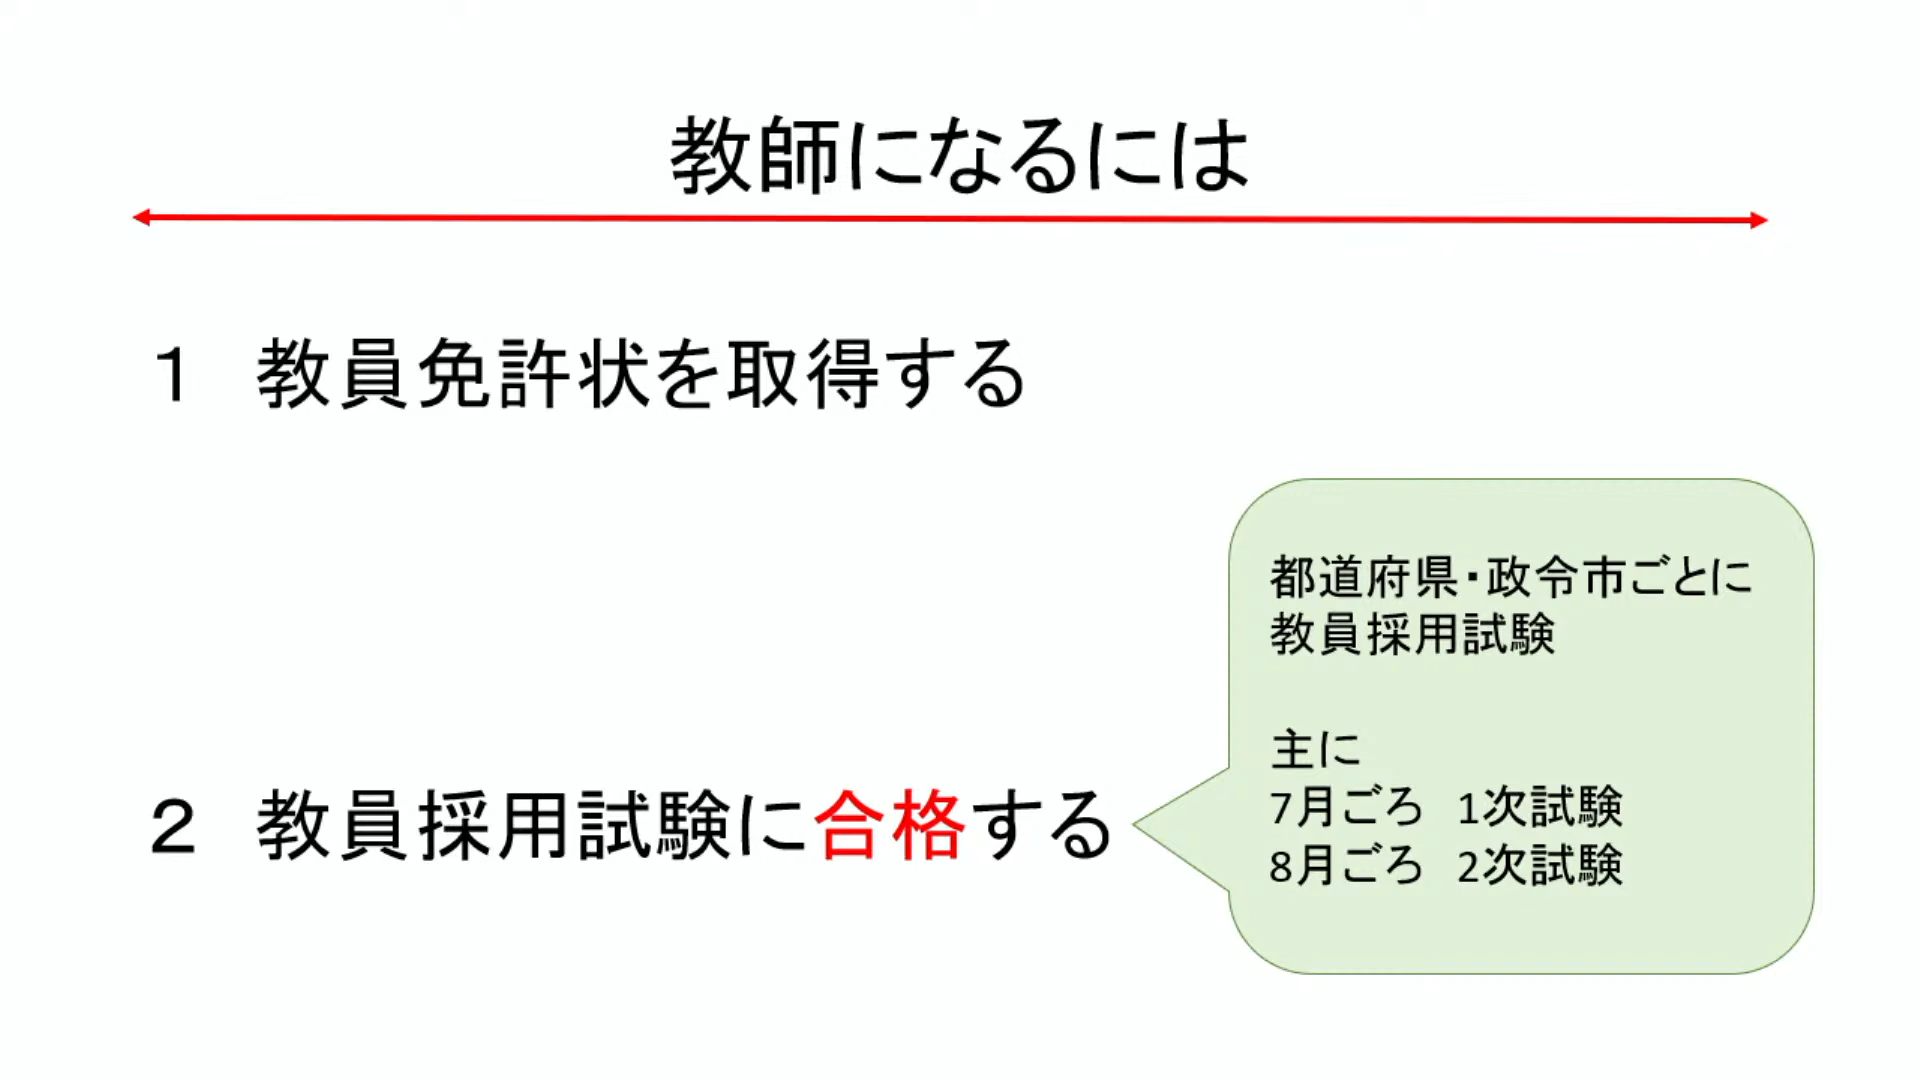 教師になるには
１　教員免許状を取得する
２　教員採用試験に合格する
都道府県・政令市ごとに
教員採用試験
主に
7月ごろ　1次試験
8月ごろ　2次試験